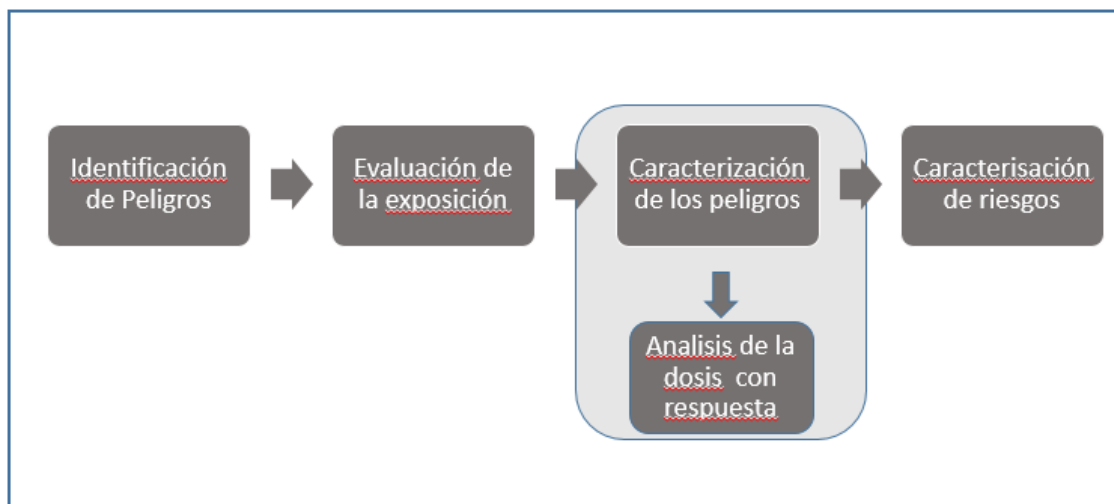 Identificación
de Peligros
Evaluación de
la exposición
Caracterización
de los peligros
Caracterisación
de riesgos
Analisis de la
dosis con
respuesta